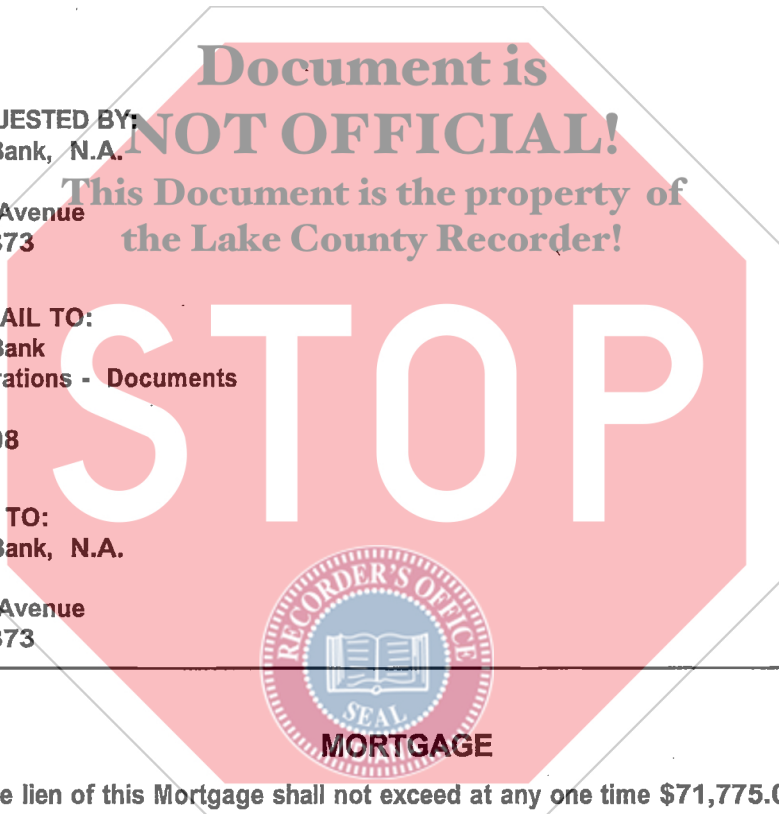 Document is
NOT OFFICIAL!
This Document is the property of
the Lake County Recorder!
STOP
UESTED BY:
Bank, N.A.
Avenue
373
AIL TO:
Bank
rations - Documents
98
TO:
Bank, N.A.
Avenue
373
RECORDER'S OFFICE
SEAL
MORTGAGE
e lien of this Mortgage shall not exceed at any one time $71,775.0